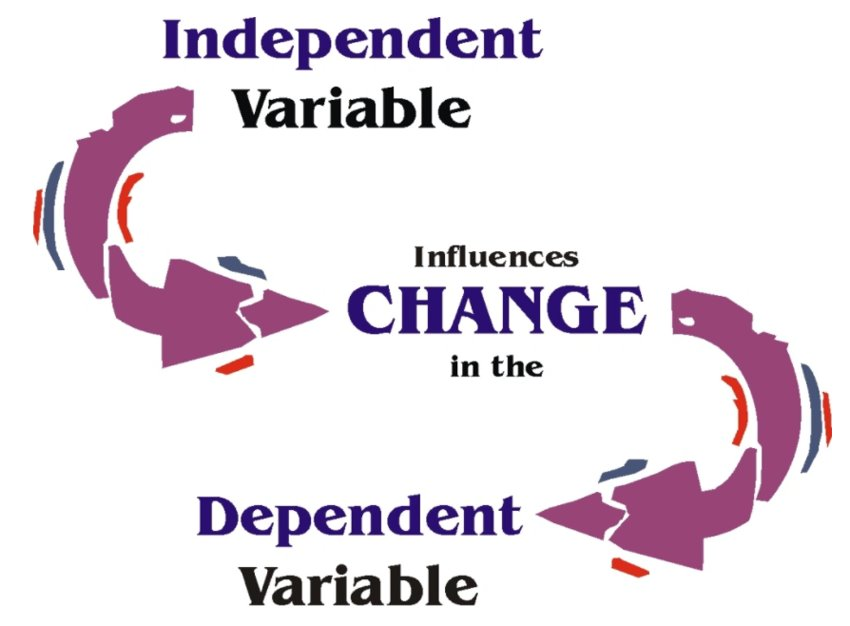 Independent
Variable
Influences
CHANGE
in the
Dependent
Variable